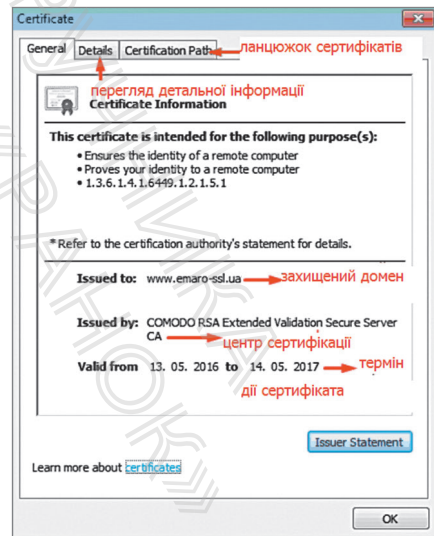 Certificate
General Details Certification Path ланцюжок сертифікатів
перегляд детальної інформації
Certificate Information
This certificate is intended for the following purpose(s):
• Ensures the identity of a remote computer
• Proves your identity to a remote computer
• 1.3.6.1.4.1.6449.1.2.1.5.1
* Refer to the certification authority's statement for details.
Issued to: www.emaro-ssl.ua захищений домен
Issued by: COMODO RSA Extended Validation Secure Server
CA центр сертифікації
Valid from 13. 05. 2016 to 14. 05. 2017 термін
дії сертифіката
Issuer Statement
Learn more about certificates
OK